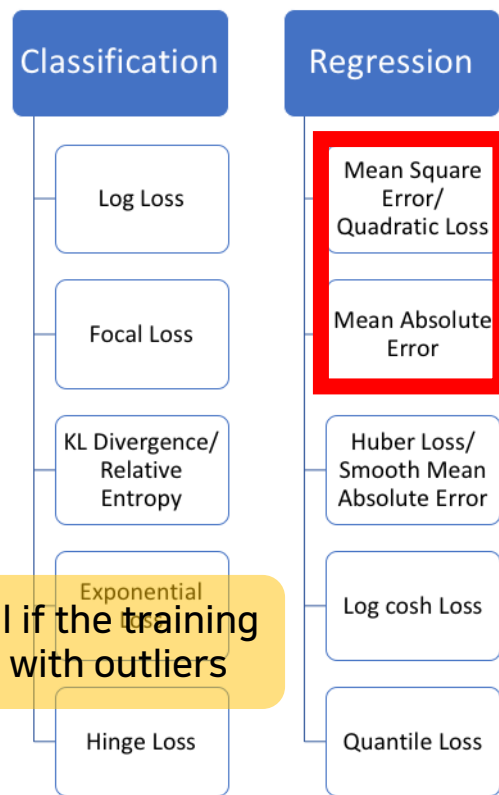 Classification
Log Loss
Focal Loss
KL Divergence/
Relative
Entropy
Exponential
Loss
l if the training
with outliers
Hinge Loss
Regression
Mean Square
Error/
Quadratic Loss
Mean Absolute
Error
Huber Loss/
Smooth Mean
Absolute Error
Log cosh Loss
Quantile Loss